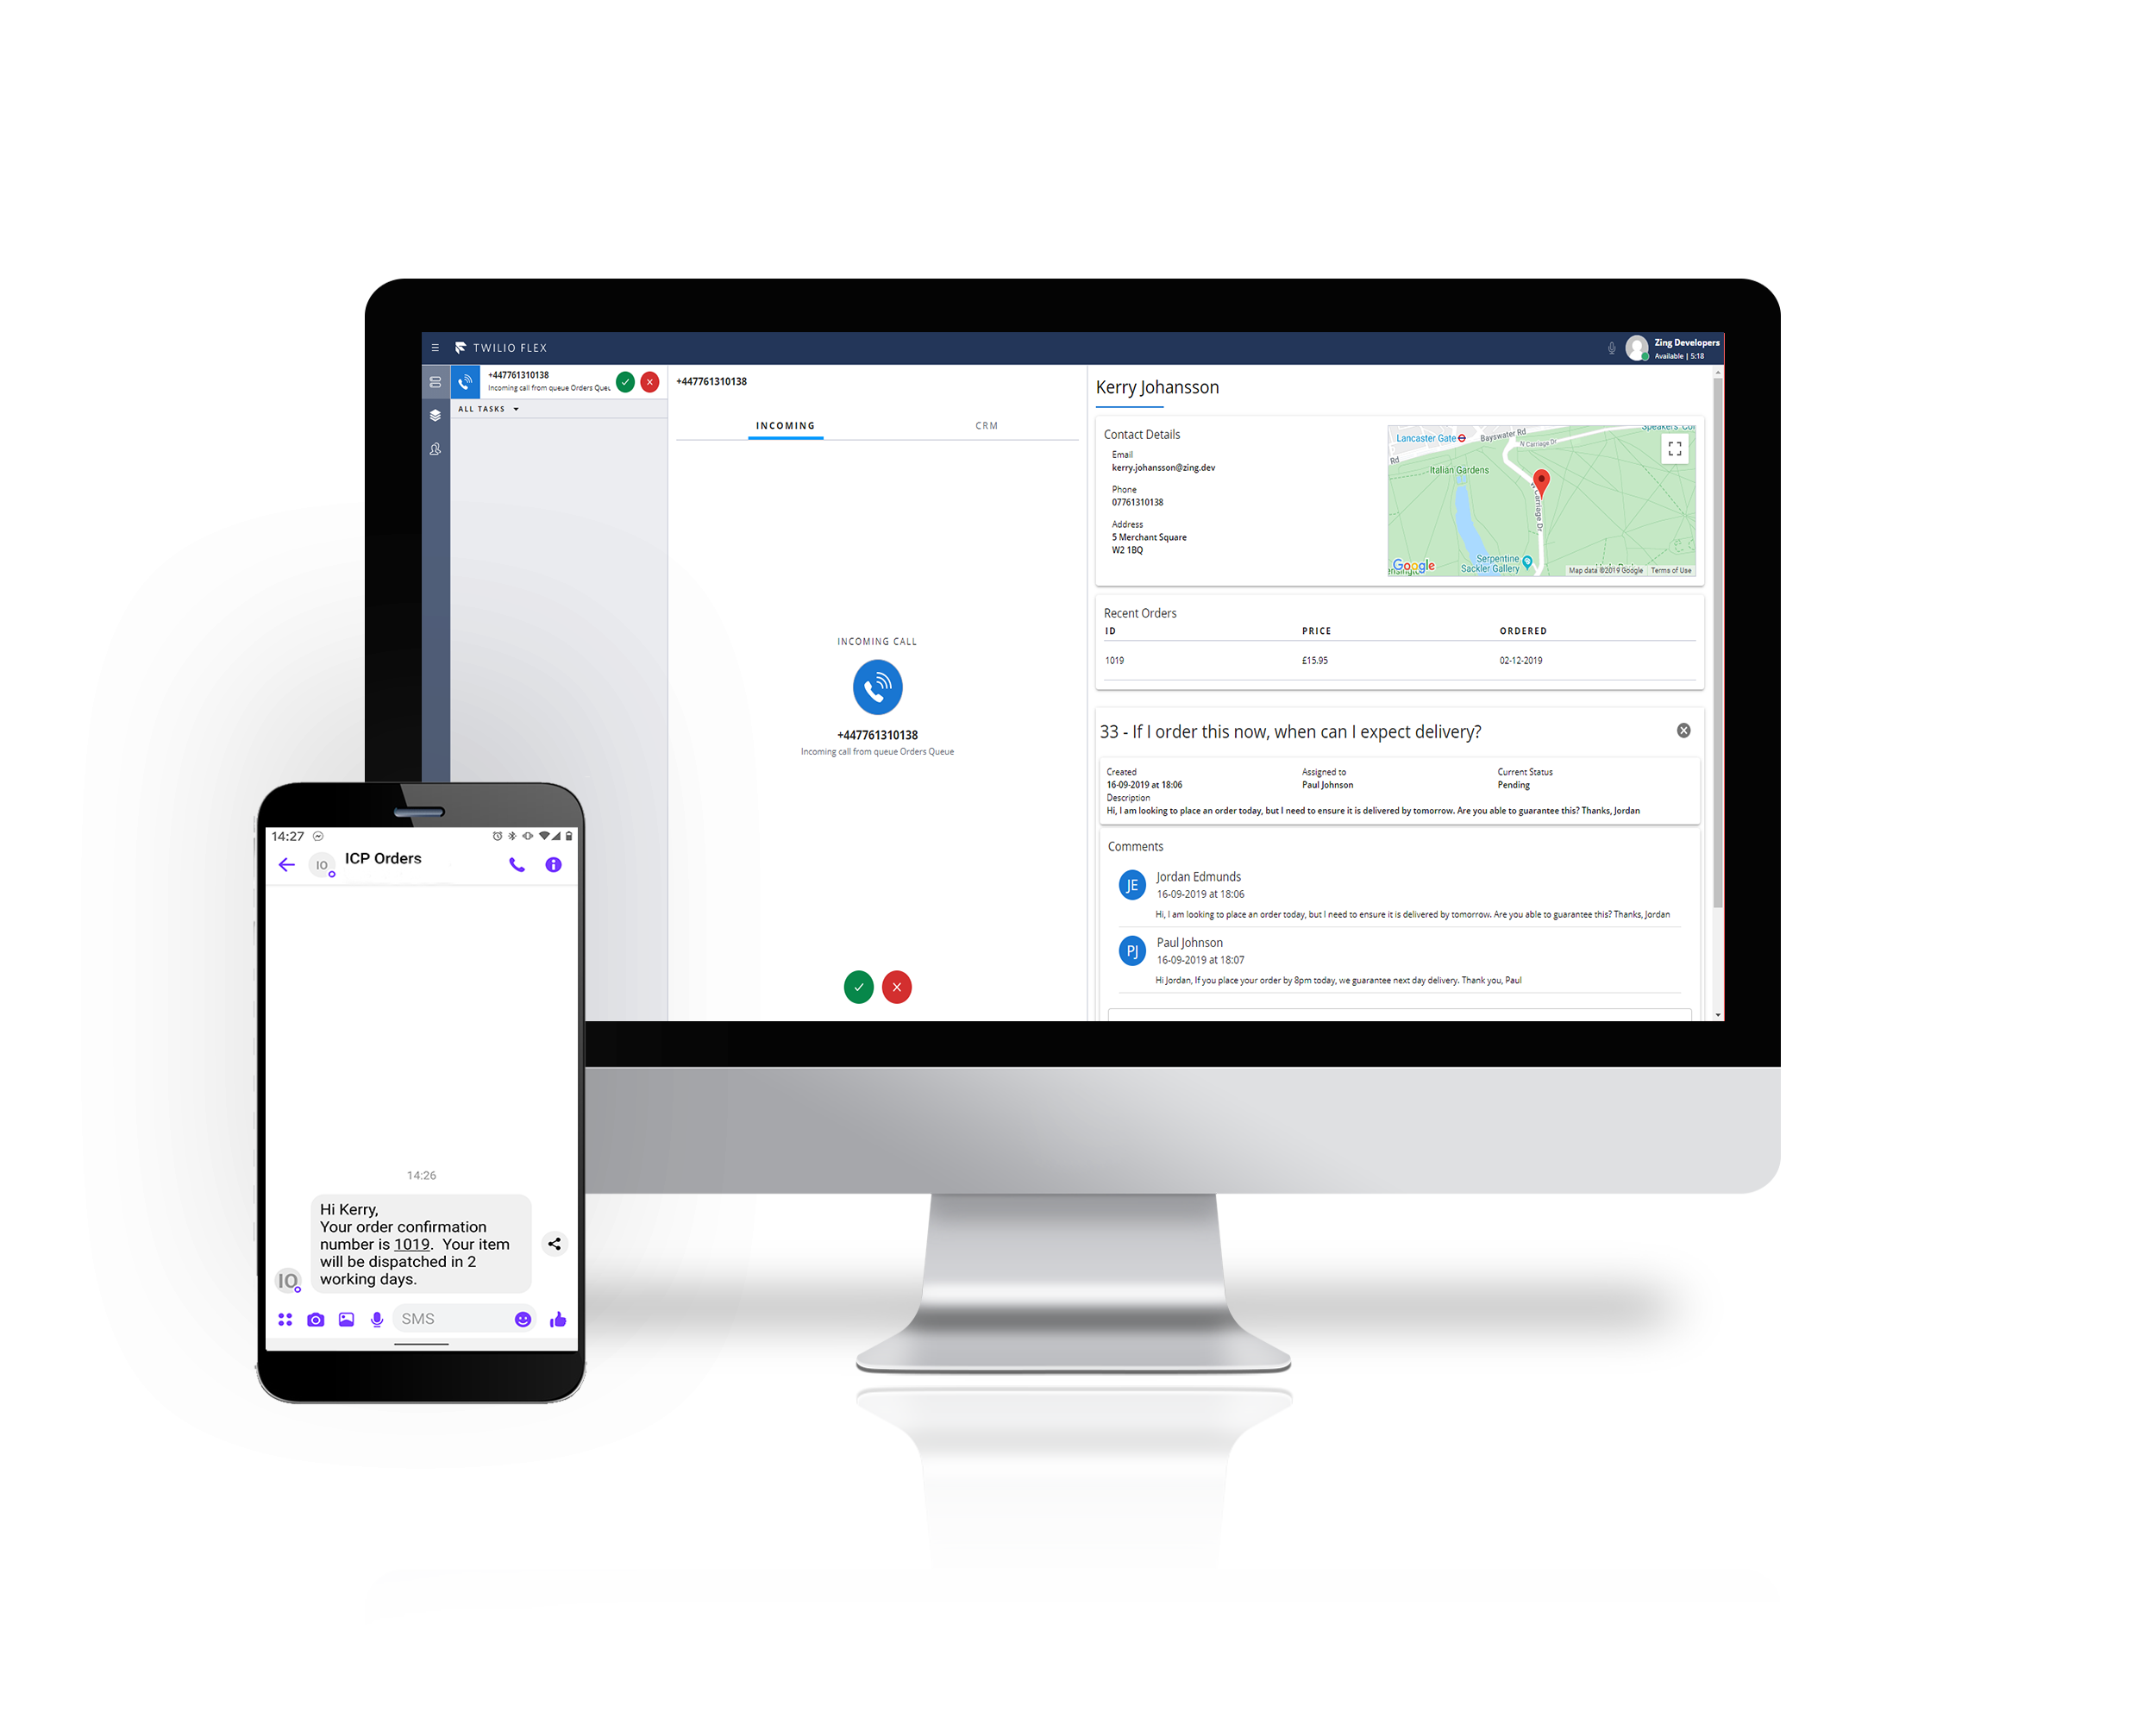 TWILIO FLEX
Zing Developers
Available | 5:18
+447761310138
Incoming call from queue Orders Queu
ALL TASKS
+447761310138
INCOMING
CRM
INCOMING CALL
+447761310138
Incoming call from queue Orders Queue
Kerry Johansson
Contact Details
Email
kerry.johansson@zing.dev
Phone
07761310138
Address
5 Merchant Square
W2 1BQ
Lancaster Gate
Bayswater Rd
N Carriage Dr
Speakers' Cor
Rd
Italian Gardens
W Carriage Dr
Serpentine
Sackler Gallery
Google
Map data ©2019 Google
Terms of Use
Recent Orders
ID PRICE ORDERED
1019 £15.95 02-12-2019
33 - If I order this now, when can I expect delivery?
Created Assigned to Current Status
16-09-2019 at 18:06 Paul Johnson Pending
Description
Hi, I am looking to place an order today, but I need to ensure it is delivered by tomorrow. Are you able to guarantee this? Thanks, Jordan
Comments
JE
Jordan Edmunds
16-09-2019 at 18:06
Hi, I am looking to place an order today, but I need to ensure it is delivered by tomorrow. Are you able to guarantee this? Thanks, Jordan
PJ
Paul Johnson
16-09-2019 at 18:07
Hi Jordan, If you place your order by 8pm today, we guarantee next day delivery. Thank you, Paul
14:27
IO
ICP Orders
14:26
Hi Kerry,
Your order confirmation
number is 1019. Your item
will be dispatched in 2
working days.
IO
SMS